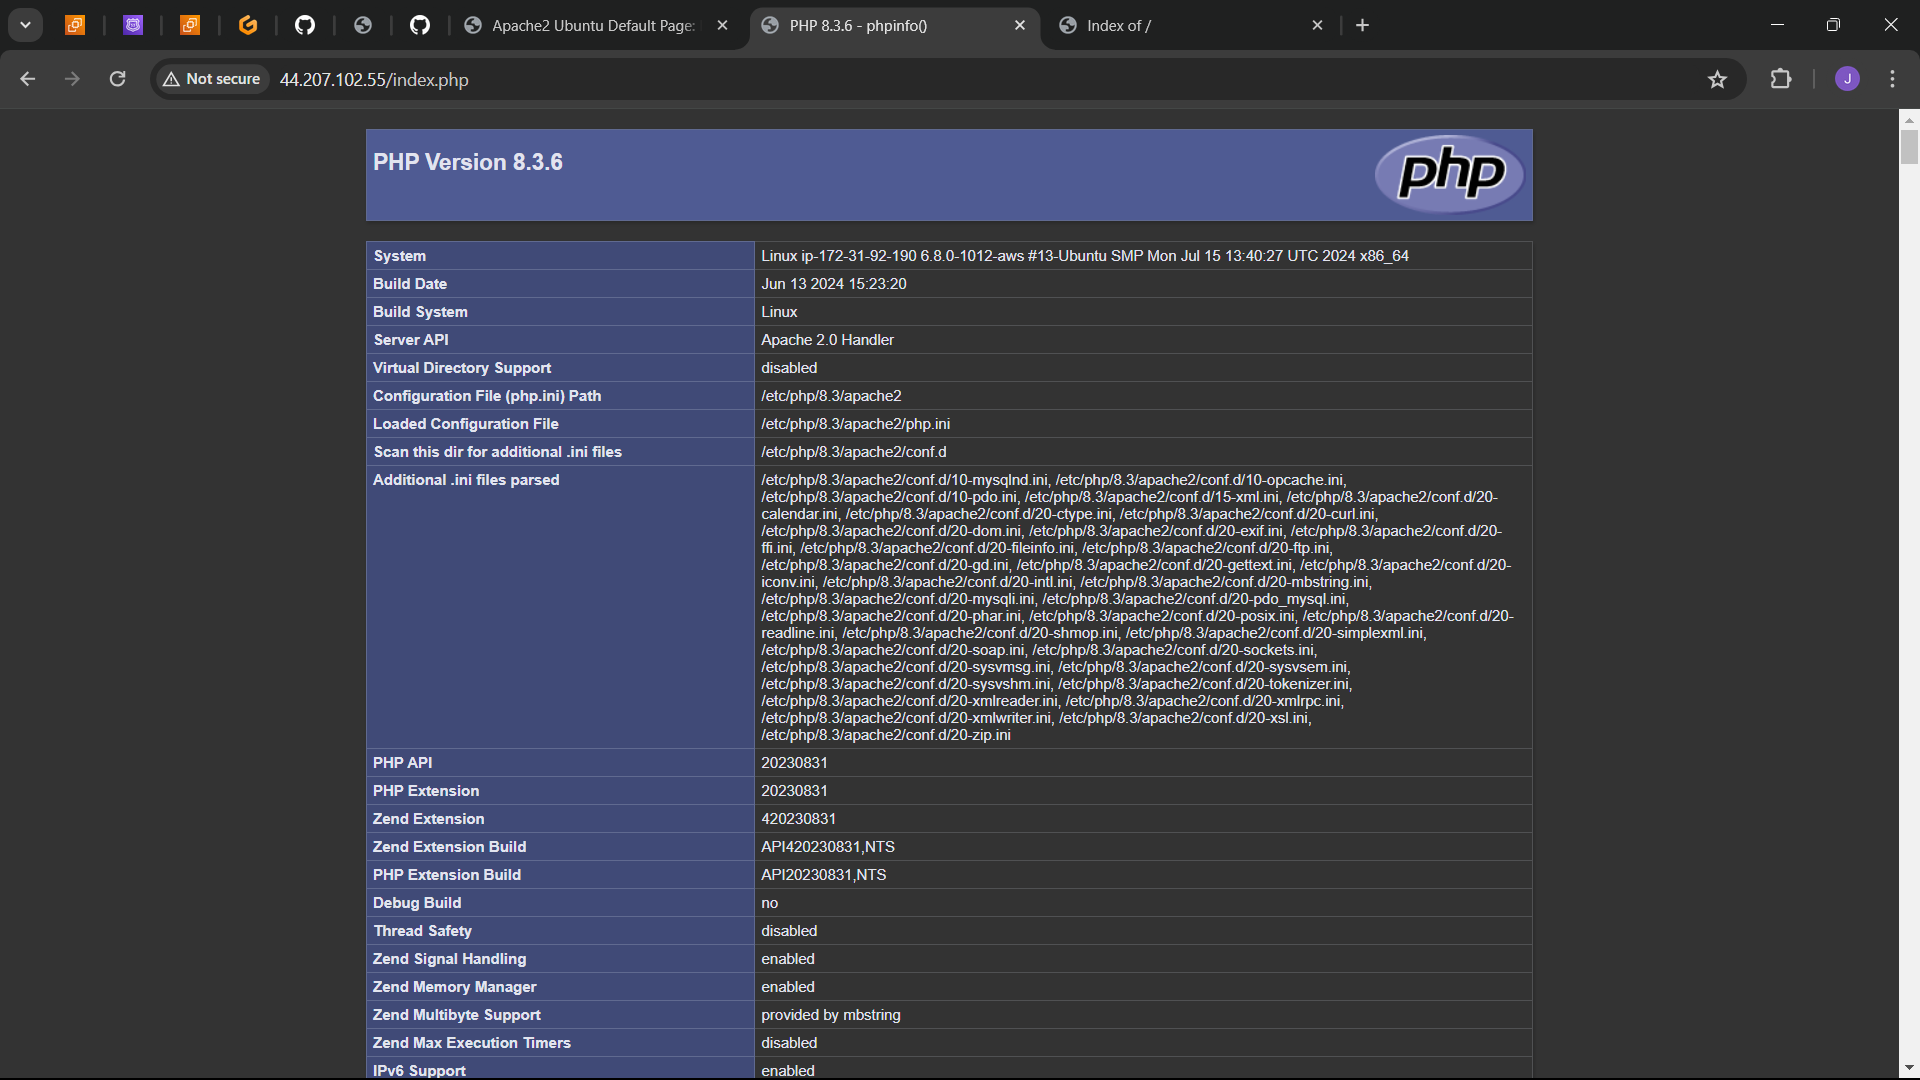 Apache2 Ubuntu Default Page:
PHP 8.3.6 - phpinfo()
Index of /
Not secure
44.207.102.55/index.php
J
PHP Version 8.3.6
php
System
Linux ip-172-31-92-190 6.8.0-1012-aws #13-Ubuntu SMP Mon Jul 15 13:40:27 UTC 2024 x86_64
Build Date
Jun 13 2024 15:23:20
Build System
Linux
Server API
Apache 2.0 Handler
Virtual Directory Support
disabled
Configuration File (php.ini) Path
/etc/php/8.3/apache2
Loaded Configuration File
/etc/php/8.3/apache2/php.ini
Scan this dir for additional .ini files
/etc/php/8.3/apache2/conf.d
Additional .ini files parsed
/etc/php/8.3/apache2/conf.d/10-mysqlnd.ini, /etc/php/8.3/apache2/conf.d/10-opcache.ini,
/etc/php/8.3/apache2/conf.d/10-pdo.ini, /etc/php/8.3/apache2/conf.d/15-xml.ini, /etc/php/8.3/apache2/conf.d/20-
calendar.ini, /etc/php/8.3/apache2/conf.d/20-ctype.ini, /etc/php/8.3/apache2/conf.d/20-curl.ini,
/etc/php/8.3/apache2/conf.d/20-dom.ini, /etc/php/8.3/apache2/conf.d/20-exif.ini, /etc/php/8.3/apache2/conf.d/20-
ffi.ini, /etc/php/8.3/apache2/conf.d/20-fileinfo.ini, /etc/php/8.3/apache2/conf.d/20-ftp.ini,
/etc/php/8.3/apache2/conf.d/20-gd.ini, /etc/php/8.3/apache2/conf.d/20-gettext.ini, /etc/php/8.3/apache2/conf.d/20-
iconv.ini, /etc/php/8.3/apache2/conf.d/20-intl.ini, /etc/php/8.3/apache2/conf.d/20-mbstring.ini,
/etc/php/8.3/apache2/conf.d/20-mysqli.ini, /etc/php/8.3/apache2/conf.d/20-pdo_mysql.ini,
/etc/php/8.3/apache2/conf.d/20-phar.ini, /etc/php/8.3/apache2/conf.d/20-posix.ini, /etc/php/8.3/apache2/conf.d/20-
readline.ini, /etc/php/8.3/apache2/conf.d/20-shmop.ini, /etc/php/8.3/apache2/conf.d/20-simplexml.ini,
/etc/php/8.3/apache2/conf.d/20-soap.ini, /etc/php/8.3/apache2/conf.d/20-sockets.ini,
/etc/php/8.3/apache2/conf.d/20-sysvmsg.ini, /etc/php/8.3/apache2/conf.d/20-sysvsem.ini,
/etc/php/8.3/apache2/conf.d/20-sysvshm.ini, /etc/php/8.3/apache2/conf.d/20-tokenizer.ini,
/etc/php/8.3/apache2/conf.d/20-xmlreader.ini, /etc/php/8.3/apache2/conf.d/20-xmlrpc.ini,
/etc/php/8.3/apache2/conf.d/20-xmlwriter.ini, /etc/php/8.3/apache2/conf.d/20-xsl.ini,
/etc/php/8.3/apache2/conf.d/20-zip.ini
PHP API
20230831
PHP Extension
20230831
Zend Extension
420230831
Zend Extension Build
API420230831,NTS
PHP Extension Build
API20230831,NTS
Debug Build
no
Thread Safety
disabled
Zend Signal Handling
enabled
Zend Memory Manager
enabled
Zend Multibyte Support
provided by mbstring
Zend Max Execution Timers
disabled
IPv6 Support
enabled